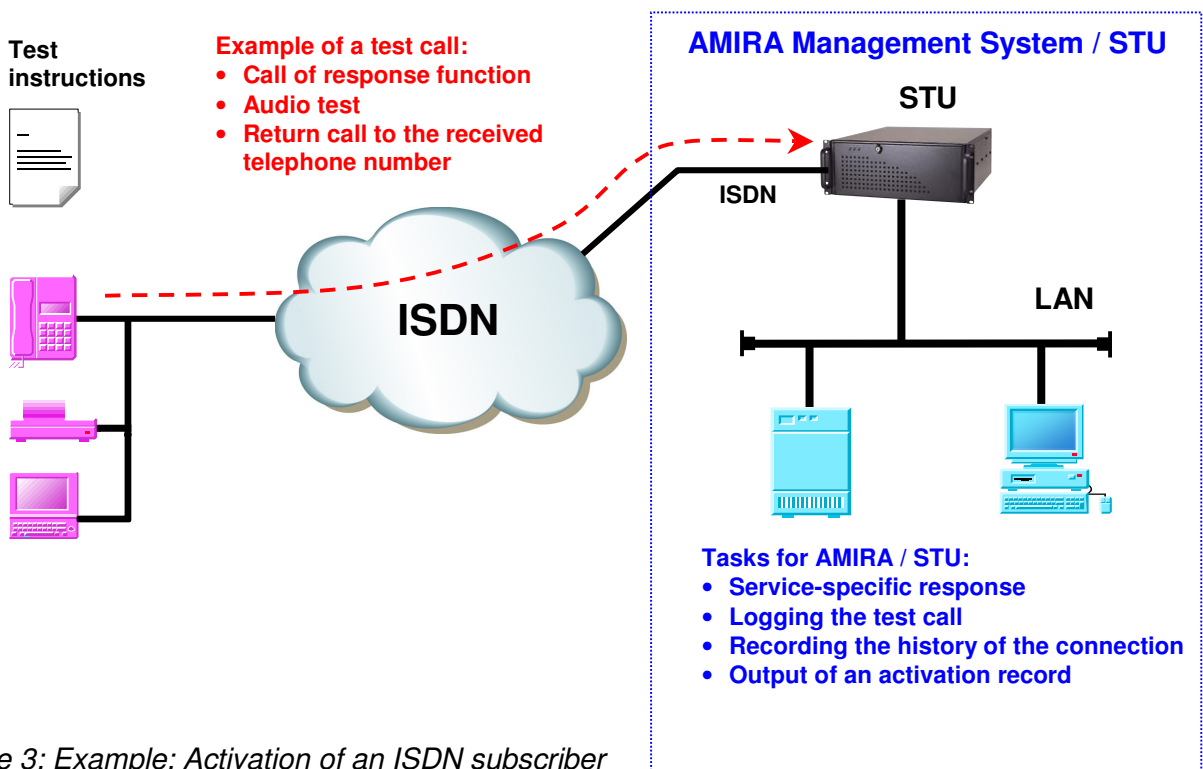 Test
instructions
Example of a test call:
• Call of response function
• Audio test
• Return call to the received
telephone number
AMIRA Management System / STU
STU
ISDN
ISDN
LAN
Tasks for AMIRA / STU:
• Service-specific response
• Logging the test call
• Recording the history of the connection
• Output of an activation record
e 3: Example: Activation of an ISDN subscriber